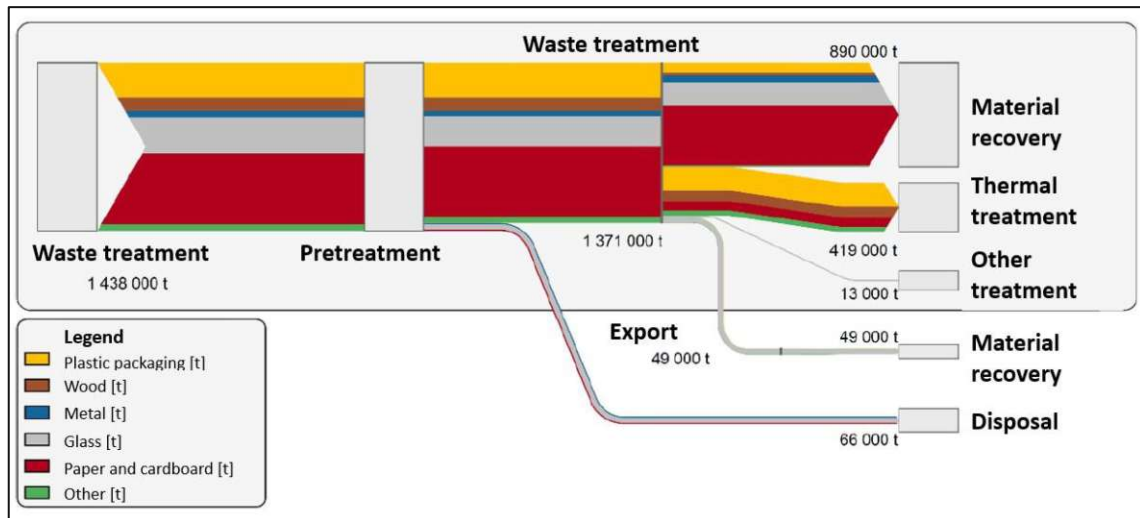 Waste treatment
890 000 t
Material
recovery
Thermal
treatment
Waste treatment
1 438 000 t
Pretreatment
1 371 000 t
419 000 t
Other
treatment
13 000 t
Export
49 000 t
49 000 t
Material
recovery
66 000 t
Disposal
Legend
Plastic packaging [t]
Wood [t]
Metal [t]
Glass [t]
Paper and cardboard [t]
Other [t]